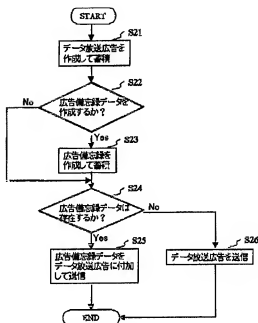 START
S21
データ放送広告を
作成して蓄積
S22
広告備忘録データを
作成するか?
No
Yes
S23
広告備忘録を
作成して蓄積
S24
広告備忘録データは
存在するか?
No
Yes
S25
広告備忘録データを
データ放送広告に付加
して送信
S26
データ放送広告を送信
END